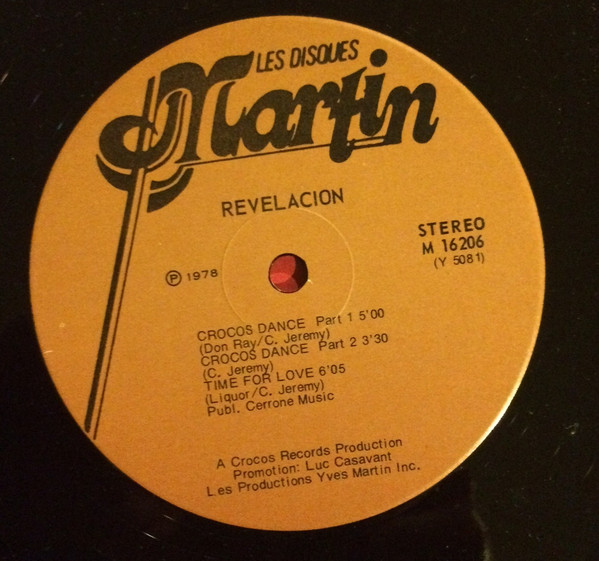 LES DISQUES
Martin
REVELACION
STEREO
M 16206
(Y 5081)
℗ 1978
CROCOS DANCE Part 1 5'00
(Don Ray/C. Jeremy)
CROCOS DANCE Part 2 3'30
(C. Jeremy)
TIME FOR LOVE 6'05
(Liquor/C. Jeremy)
Publ. Cerrone Music
A Crocos Records Production
Promotion: Luc Casavant
Les Productions Yves Martin Inc.